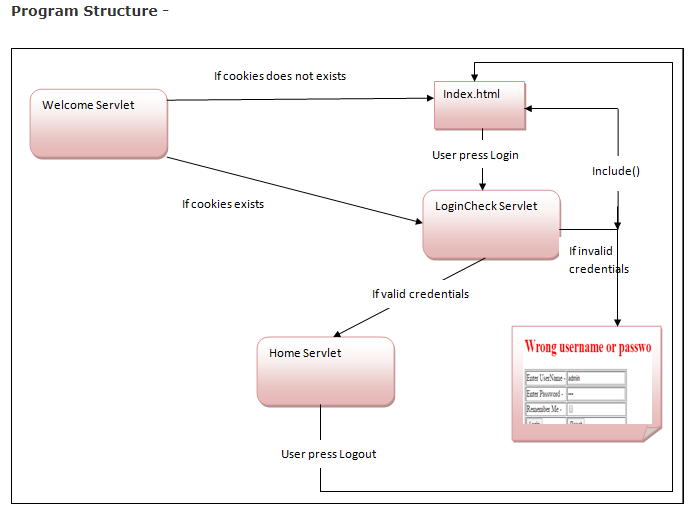 Program Structure -
If cookies does not exists
Index.html
Welcome Servlet
User press Login
Include()
If cookies exists
LoginCheck Servlet
If invalid
credentials
If valid credentials
Home Servlet
Wrong username or passwo
Enter UserName - admin
Enter Password - ***
Remember Me -
Login Reset
User press Logout